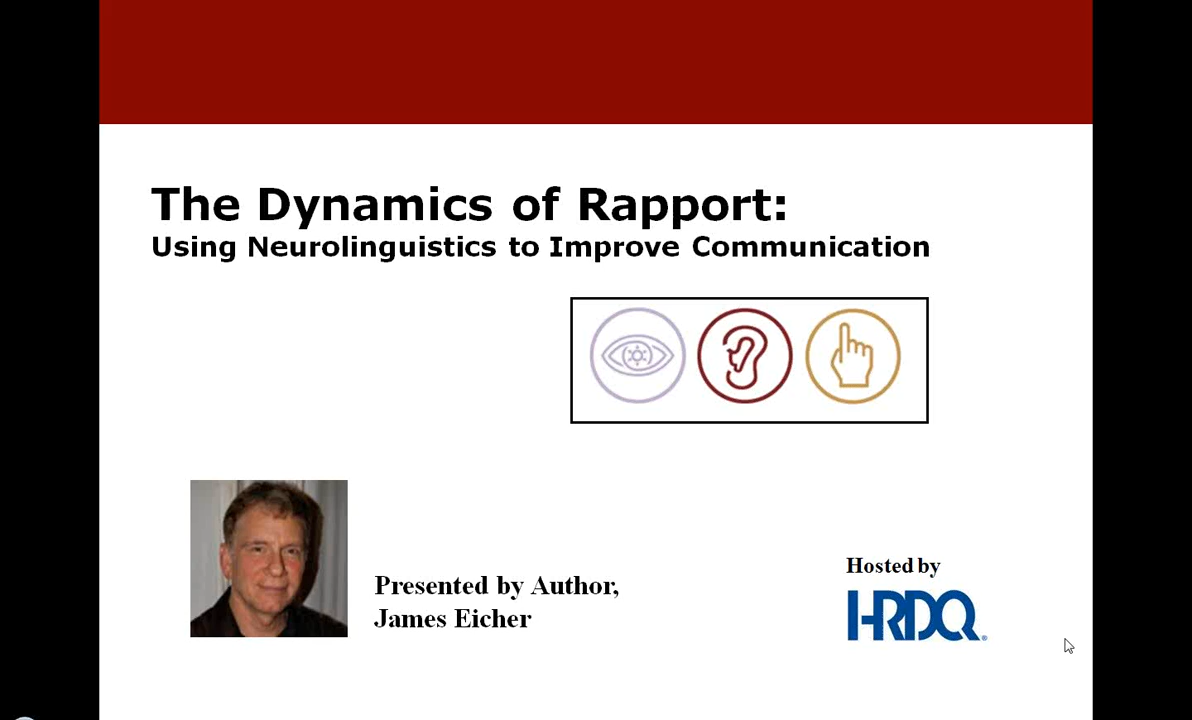 The Dynamics of Rapport:
Using Neurolinguistics to Improve Communication
Presented by Author,
James Eicher
Hosted by
HRDQ®